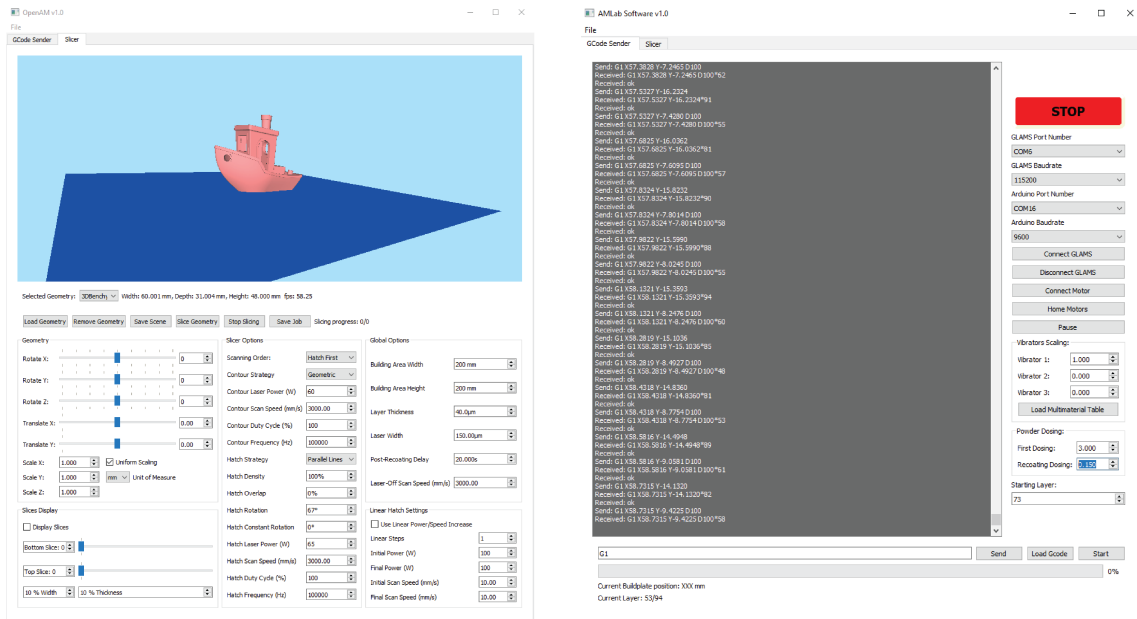 OpenAM v1.0
File
GCode Sender Slicer
Selected Geometry: 3DBenchy Width: 60.001 mm, Depth: 31.004 mm, Height: 48.000 mm fps: 58.25
Load Geometry Remove Geometry Save Scene Slice Geometry Stop Slicing Save Job Slicing progress: 0/0
Geometry
Rotate X: 0
Rotate Y: 0
Rotate Z: 0
Translate X: 0.00
Translate Y: 0.00
Scale X: 1.000 Uniform Scaling
Scale Y: 1.000 mm Unit of Measure
Scale Z: 1.000
Slices Display
Display Slices
Bottom Slice: 0
Top Slice: 0
10 % Width 10 % Thickness
Slicer Options
Scanning Order: Hatch First
Contour Strategy Geometric
Contour Laser Power (W) 60
Contour Scan Speed (mm/s) 3000.00
Contour Duty Cycle (%) 100
Contour Frequency (Hz) 100000
Hatch Strategy Parallel Lines
Hatch Density 100%
Hatch Overlap 0%
Hatch Rotation 67°
Hatch Constant Rotation 0°
Hatch Laser Power (W) 65
Hatch Scan Speed (mm/s) 3000.00
Hatch Duty Cycle (%) 100
Hatch Frequency (Hz) 100000
Global Options
Building Area Width 200 mm
Building Area Height 200 mm
Layer Thickness 40.0µm
Laser Width 150.00µm
Post-Recoating Delay 20.000s
Laser-Off Scan Speed (mm/s) 3000.00
Linear Hatch Settings
Use Linear Power/Speed Increase
Linear Steps 1
Initial Power (W) 100
Final Power (W) 100
Initial Scan Speed (mm/s) 10.00
Final Scan Speed (mm/s) 10.00
AMLab Software v1.0
File
GCode Sender Slicer
Send: G1 X57.3828 Y-7.2465 D100
Received: G1 X57.3828 Y-7.2465 D100*62
Received: ok
Send: G1 X57.5327 Y-16.2324
Received: G1 X57.5327 Y-16.2324*91
Received: ok
Send: G1 X57.5327 Y-7.4280 D100
Received: G1 X57.5327 Y-7.4280 D100*55
Received: ok
Send: G1 X57.6825 Y-16.0362
Received: G1 X57.6825 Y-16.0362*81
Received: ok
Send: G1 X57.6825 Y-7.6095 D100
Received: G1 X57.6825 Y-7.6095 D100*57
Received: ok
Send: G1 X57.8324 Y-15.8232
Received: G1 X57.8324 Y-15.8232*90
Received: ok
Send: G1 X57.8324 Y-7.8014 D100
Received: G1 X57.8324 Y-7.8014 D100*58
Received: ok
Send: G1 X57.9822 Y-15.5990
Received: G1 X57.9822 Y-15.5990*88
Received: ok
Send: G1 X57.9822 Y-8.0245 D100
Received: G1 X57.9822 Y-8.0245 D100*55
Received: ok
Send: G1 X58.1321 Y-15.3593
Received: G1 X58.1321 Y-15.3593*94
Received: ok
Send: G1 X58.1321 Y-8.2476 D100
Received: G1 X58.1321 Y-8.2476 D100*60
Received: ok
Send: G1 X58.2819 Y-15.1036
Received: G1 X58.2819 Y-15.1036*85
Received: ok
Send: G1 X58.2819 Y-8.4927 D100
Received: G1 X58.2819 Y-8.4927 D100*48
Received: ok
Send: G1 X58.4318 Y-14.8360
Received: G1 X58.4318 Y-14.8360*81
Received: ok
Send: G1 X58.4318 Y-8.7754 D100
Received: G1 X58.4318 Y-8.7754 D100*53
Received: ok
Send: G1 X58.5816 Y-14.4948
Received: G1 X58.5816 Y-14.4948*89
Received: ok
Send: G1 X58.5816 Y-9.0581 D100
Received: G1 X58.5816 Y-9.0581 D100*61
Received: ok
Send: G1 X58.7315 Y-14.1320
Received: G1 X58.7315 Y-14.1320*82
Received: ok
Send: G1 X58.7315 Y-9.4225 D100
Received: G1 X58.7315 Y-9.4225 D100*58
STOP
GLAMS Port Number
COM6
GLAMS Baudrate
115200
Arduino Port Number
COM16
Arduino Baudrate
9600
Connect GLAMS
Disconnect GLAMS
Connect Motor
Home Motors
Pause
Vibrators Scaling:
Vibrator 1: 1.000
Vibrator 2: 0.000
Vibrator 3: 0.000
Load Multimaterial Table
Powder Dosing:
First Dosing: 3.000
Recoating Dosing: 0.150
Starting Layer:
73
G1 Send Load Gcode Start
0%
Current Buildplate position: XXX mm
Current Layer: 53/94